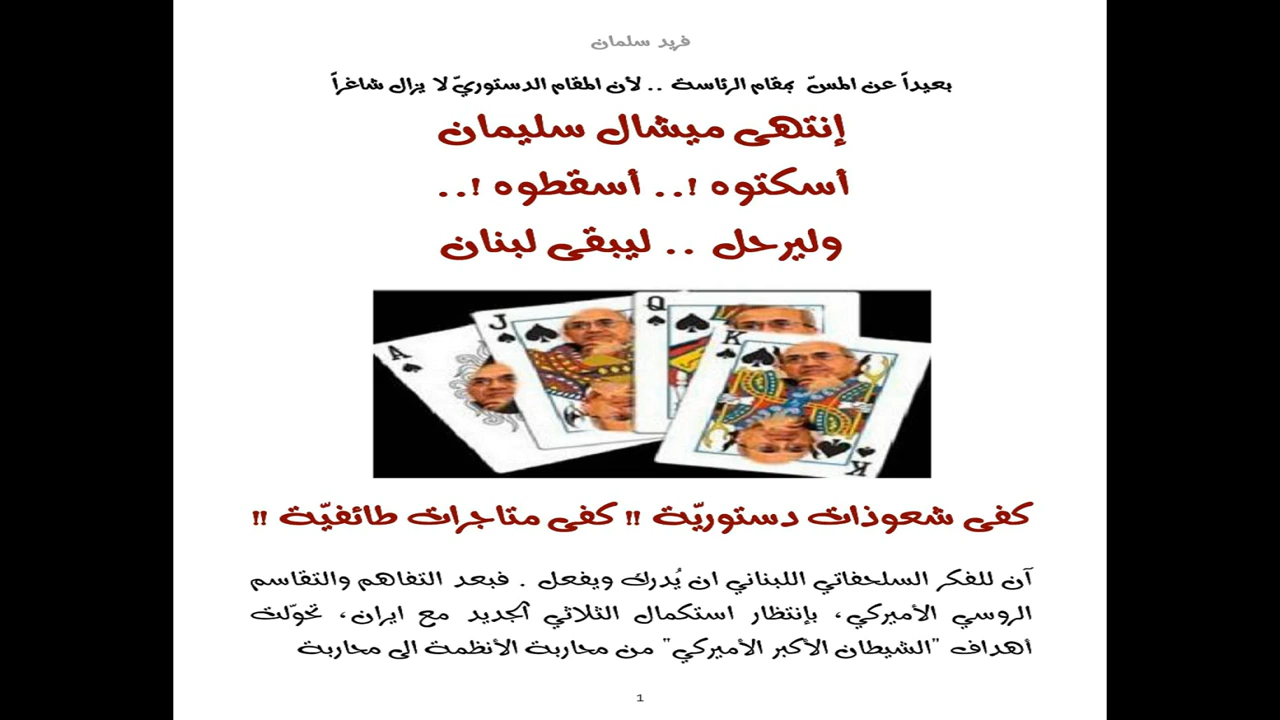 فريد سلمان
بعيداً عن المسّ بمقام الرئاسة .. لأن المقام الدستوريّ لا يزال شاغراً
إنتهى ميشال سليمان
أسكتوه !.. أسقطوه !..
وليرحل .. ليبقى لبنان
A
J
Q
K
K
كفى شعوذات دستوريّة !! كفى متاجرات طائفيّة !!
آن للفكر السلحفاتي اللبناني ان يُدرك ويفعل . فبعد التفاهم والتقاسم
الروسي الأميركي، بإنتظار استكمال الثلاثي الجديد مع ايران، تحوّلت
أهداف "الشيطان الأكبر الأميركي" من محاربة الأنظمة الى محاربة
1